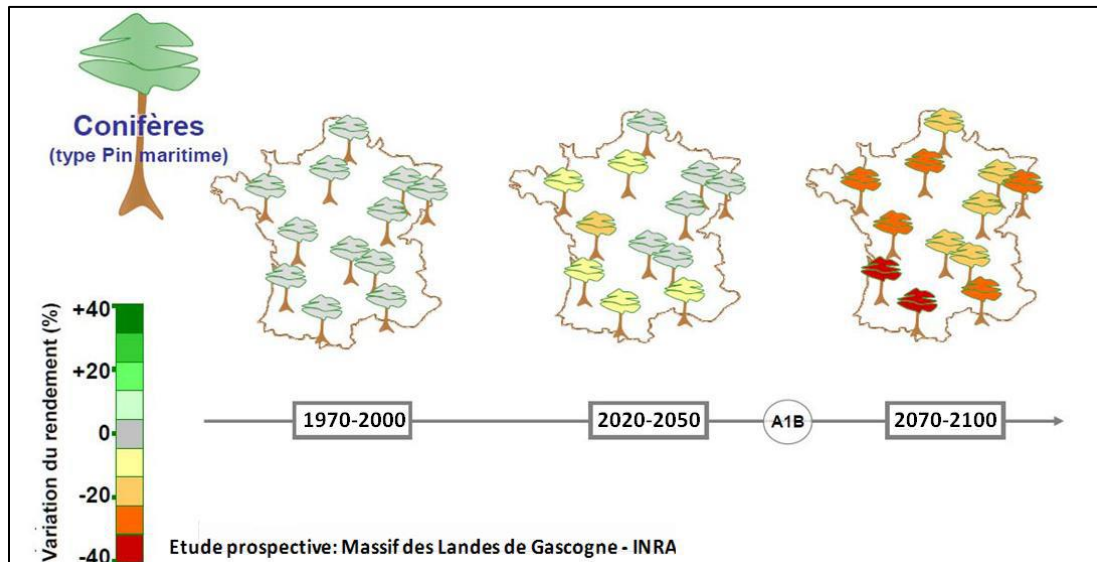 Conifères
(type Pin maritime)
Variation du rendement (%)
+40
+20
0
-20
-40
1970-2000
2020-2050
A1B
2070-2100
Etude prospective: Massif des Landes de Gascogne - INRA